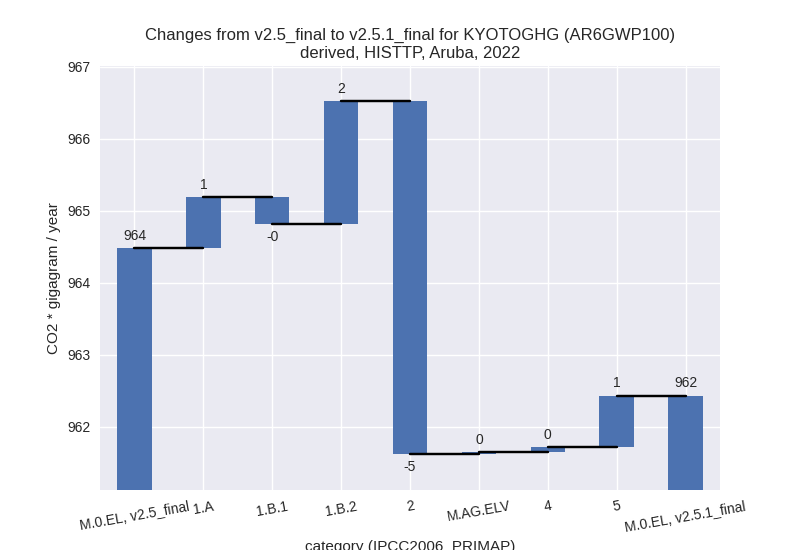 Changes from v2.5_final to v2.5.1_final for KYOTOGHG (AR6GWP100)
derived, HISTTP, Aruba, 2022
967
966
965
964
963
962
CO2 * gigagram / year
964
1
-0
2
-5
0
0
1
962
M.0.EL, v2.5_final
1.A
1.B.1
1.B.2
2
M.AG.ELV
4
5
M.0.EL, v2.5.1_final
category (IPCC2006_PRIMAP)